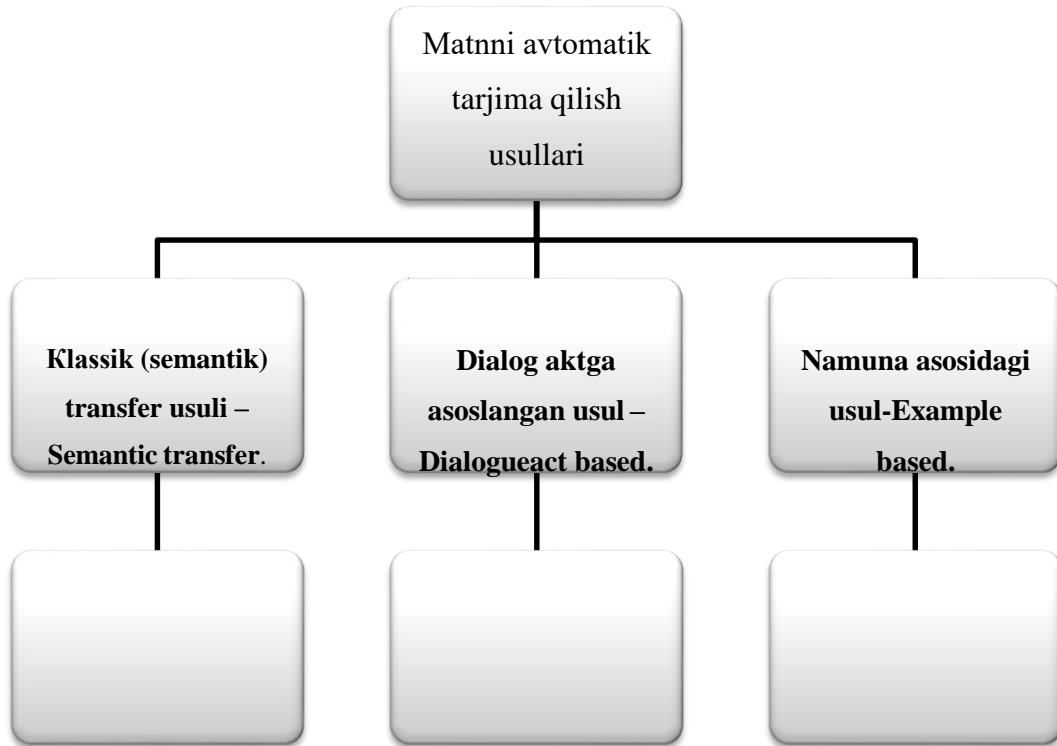 Matnni avtomatik
tarjima qilish
usullari
Klassik (semantik)
transfer usuli –
Semantic transfer.
Dialog aktga
asoslangan usul –
Dialogueact based.
Namuna asosidagi
usul-Example
based.